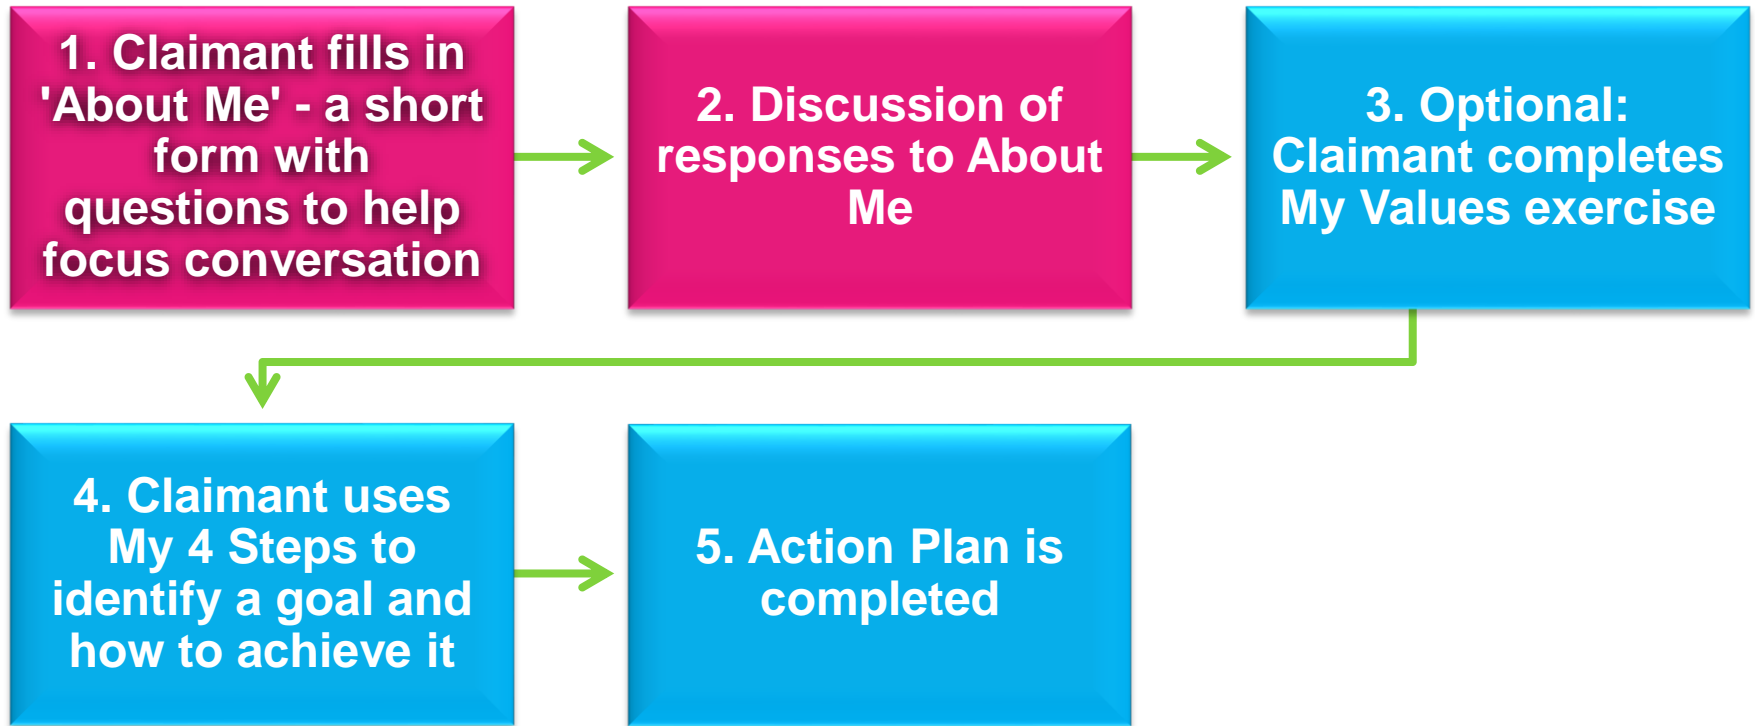 1. Claimant fills in
'About Me' - a short
form with
questions to help
focus conversation
2. Discussion of
responses to About
Me
3. Optional:
Claimant completes
My Values exercise
4. Claimant uses
My 4 Steps to
identify a goal and
how to achieve it
5. Action Plan is
completed